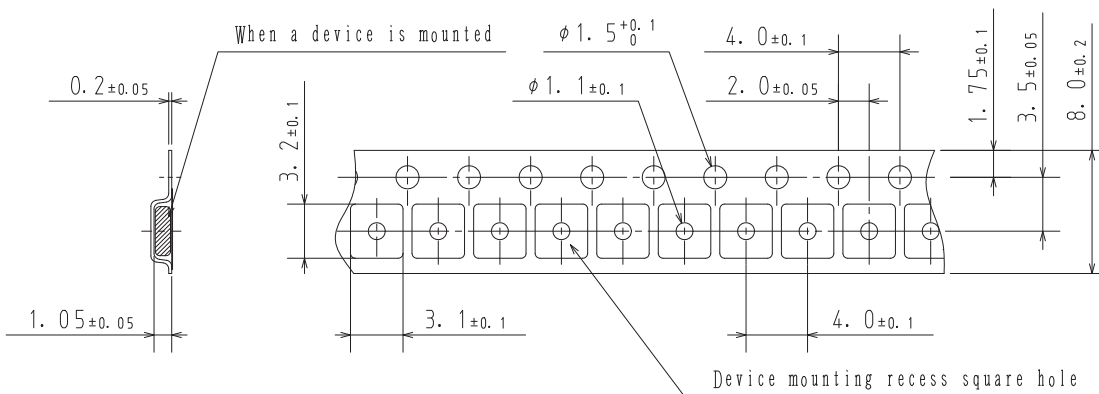 When a device is mounted
φ1.5+0.1 0
4.0±0.1
0.2±0.05
φ1.1±0.1
2.0±0.05
1.75±0.1
3.5±0.05
8.0±0.2
3.2±0.1
1.05±0.05
3.1±0.1
4.0±0.1
Device mounting recess square hole